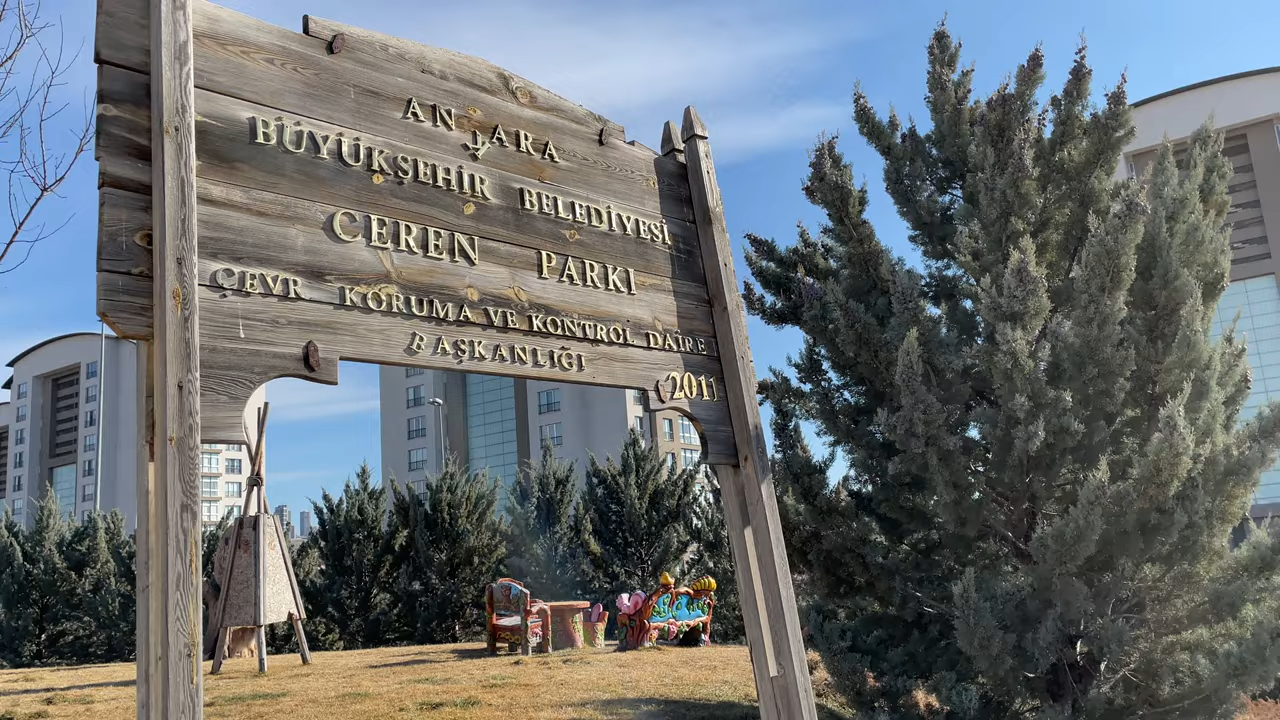 ANKARA
BÜYÜKŞEHİR BELEDİYESİ
CEREN PARKI
ÇEVR KORUMA VE KONTROL DAİRE
BAŞKANLIĞI
(2011)